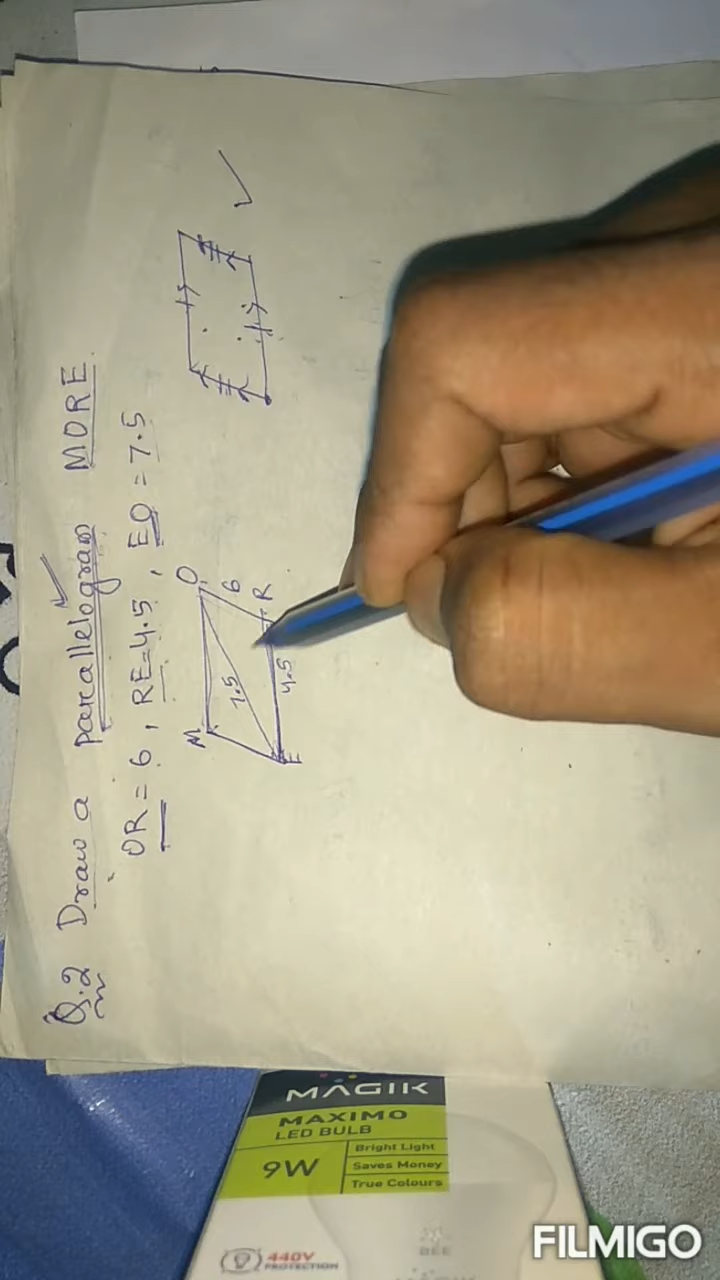 Q.2 Draw a parallelogram MORE.
OR = 6, RE=4.5, EO = 7.5
M
O
7.5
6
E
4.5
R
MAGIK
MAXIMO
LED BULB
9W
Bright Light
Saves Money
True Colours
440V
PROTECTION
BEE
FILMIGO